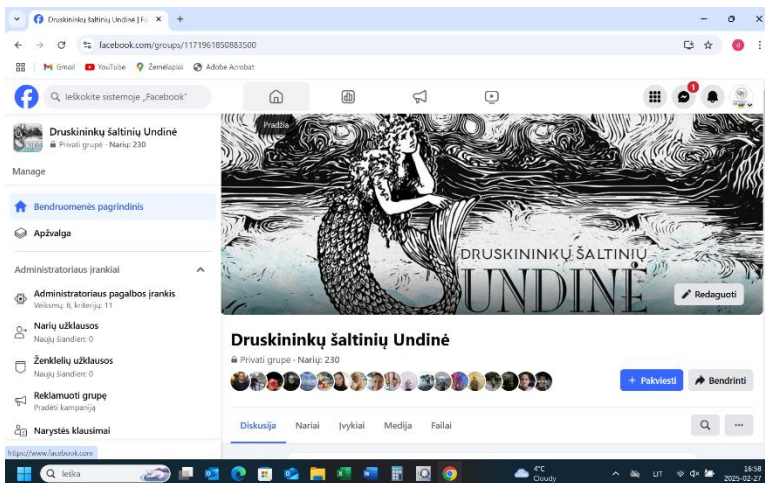 Druskininkų šaltinių Undinė | Fa
facebook.com/groups/1171961850883500
Gmail YouTube Žemėlapiai Adobe Acrobat
Ieškokite sistemoje „Facebook“
1
Pradžia
Druskininkų šaltinių Undinė
Privati grupė · Narių: 230
Manage
Bendruomenės pagrindinis
Apžvalga
Administratoriaus įrankiai
Administratoriaus pagalbos įrankis
Veiksmų: 6, kriterijų: 11
Narių užklausos
Naujų šiandien: 0
Ženklelių užklausos
Naujų šiandien: 0
Reklamuoti grupę
Pradėti kampaniją
Narystės klausimai
https://www.facebook.com
DRUSKININKŲ ŠALTINIŲ
UNDINĖ
Redaguoti
Druskininkų šaltinių Undinė
Privati grupė · Narių: 230
+ Pakviesti Bendrinti
Diskusija Nariai Įvykiai Medija Failai
Ieška
4°C
Cloudy
LIT
16:58
2025-02-27